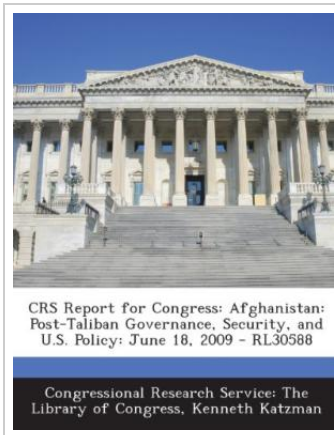 CRS Report for Congress: Afghanistan:
Post-Taliban Governance, Security, and
U.S. Policy: June 18, 2009 - RL30588
Congressional Research Service: The
Library of Congress, Kenneth Katzman